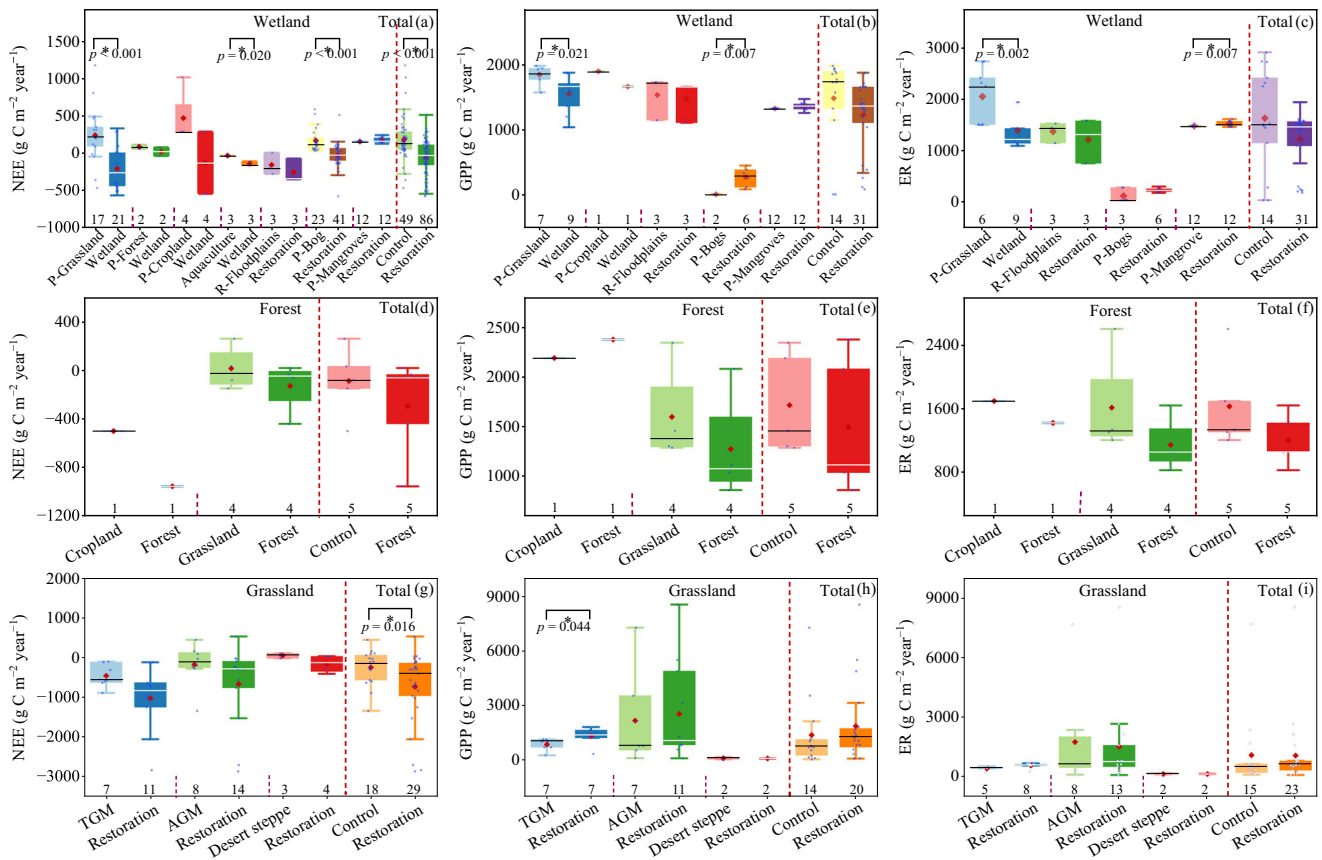 Wetland Total (a)
NEE (g C m⁻² year⁻¹)
1500
1000
500
0
−500
−1000
p < 0.001 *
p = 0.020 *
p < 0.001 *
p < 0.001 *
17 21 2 2 4 4 3 3 3 3 23 41 12 12 49 86
P-Grassland Wetland P-Forest Wetland P-Cropland Wetland Aquaculture Wetland R-Floodplains Restoration P-Bog Restoration P-Mangroves Restoration Control Restoration
Wetland Total (b)
GPP (g C m⁻² year⁻¹)
2000
1000
0
p = 0.021 *
p = 0.007 *
7 9 1 1 3 3 2 6 12 12 14 31
P-Grassland Wetland P-Cropland Wetland R-Floodplains Restoration P-Bogs Restoration P-Mangroves Restoration Control Restoration
Wetland Total (c)
ER (g C m⁻² year⁻¹)
3000
2000
1000
0
p = 0.002 *
p = 0.007 *
6 9 3 3 3 6 12 12 14 31
P-Grassland Wetland R-Floodplains Restoration P-Bogs Restoration P-Mangrove Restoration Control Restoration
Forest Total (d)
NEE (g C m⁻² year⁻¹)
400
0
−400
−800
−1200
1 1 4 4 5 5
Cropland Forest Grassland Forest Control Forest
Forest Total (e)
GPP (g C m⁻² year⁻¹)
2500
2000
1500
1000
1 1 4 4 5 5
Cropland Forest Grassland Forest Control Forest
Forest Total (f)
ER (g C m⁻² year⁻¹)
2400
1600
800
1 1 4 4 5 5
Cropland Forest Grassland Forest Control Forest
Grassland Total (g)
NEE (g C m⁻² year⁻¹)
2000
1000
0
−1000
−2000
−3000
p = 0.016 *
7 11 8 14 3 4 18 29
TGM Restoration AGM Restoration Desert steppe Restoration Control Restoration
Grassland Total (h)
GPP (g C m⁻² year⁻¹)
9000
6000
3000
0
p = 0.044 *
7 7 7 11 2 2 14 20
TGM Restoration AGM Restoration Desert steppe Restoration Control Restoration
Grassland Total (i)
ER (g C m⁻² year⁻¹)
9000
6000
3000
0
5 8 8 13 2 2 15 23
TGM Restoration AGM Restoration Desert steppe Restoration Control Restoration